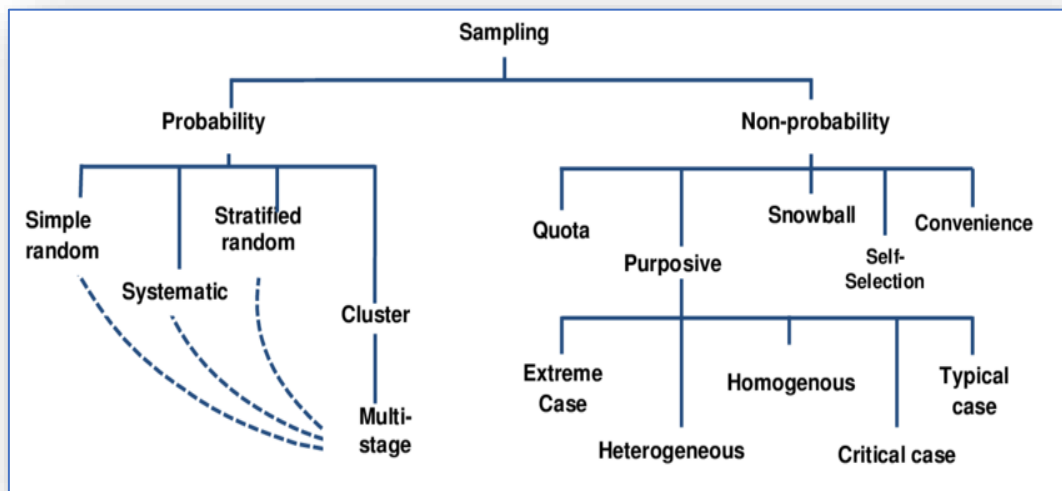 Sampling
Probability
Non-probability
Simple
random
Systematic
Stratified
random
Cluster
Multi-
stage
Quota
Purposive
Snowball
Self-
Selection
Convenience
Extreme
Case
Heterogeneous
Homogenous
Critical case
Typical
case